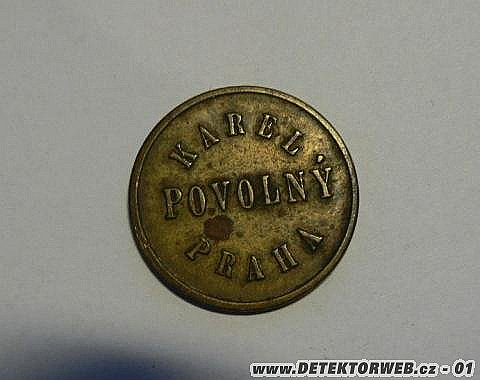 KAREL
POVOLNÝ
PRAHA
www.DETEKTORWEB.cz - 01